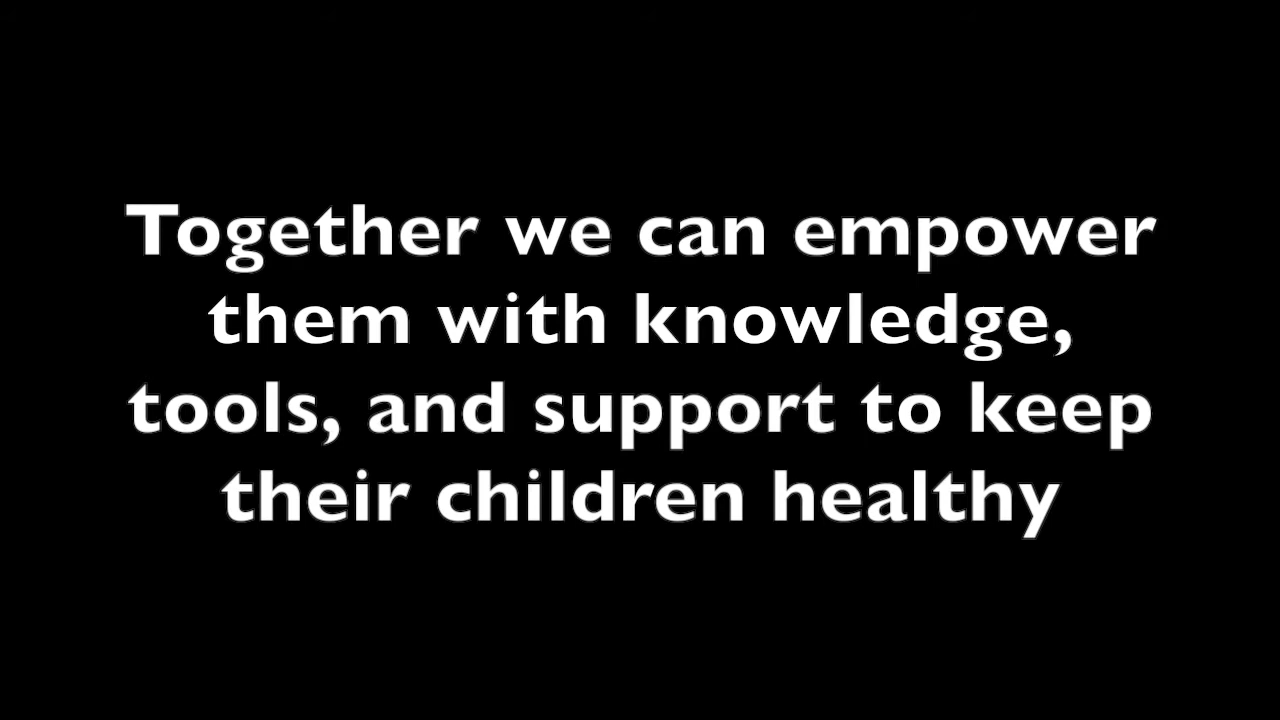 Together we can empower
them with knowledge,
tools, and support to keep
their children healthy